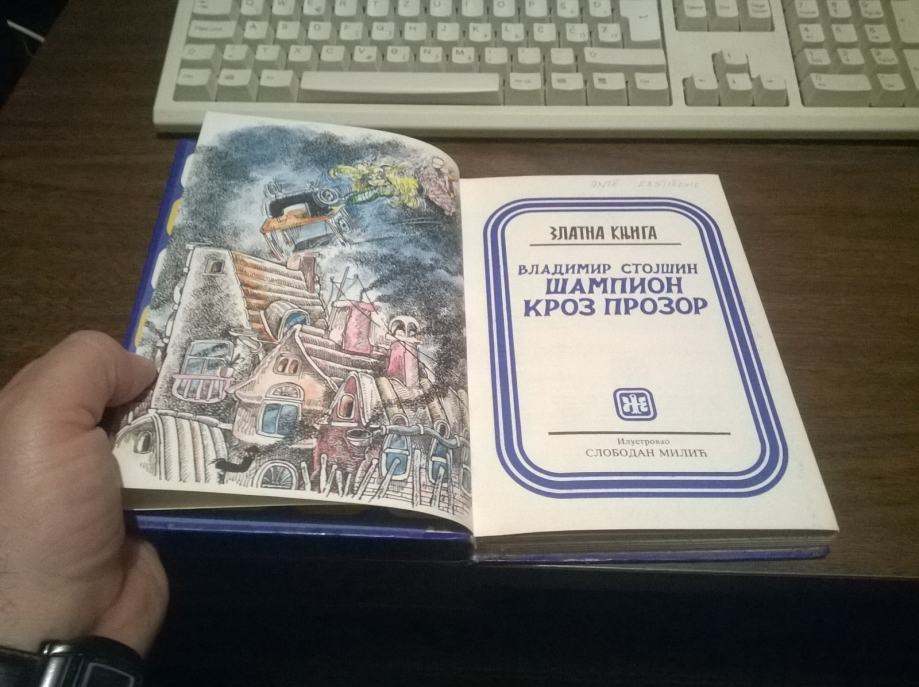 ЗЛАТНА КЊИГА
ВЛАДИМИР СТОЈШИН
ШАМПИОН
КРОЗ ПРОЗОР
Илустровао
СЛОБОДАН МИЛИЋ